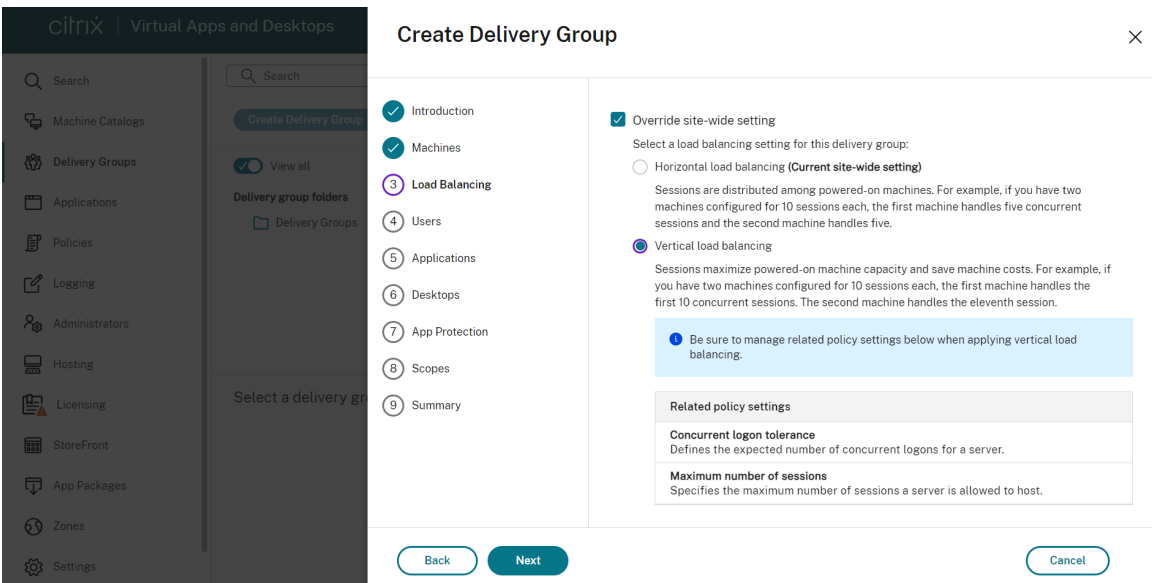 citrix | Virtual Apps and Desktops
Search
Machine Catalogs
Delivery Groups
Applications
Policies
Logging
Administrators
Hosting
Licensing
StoreFront
App Packages
Zones
Settings
Search
Create Delivery Group
View all
Delivery group folders
Delivery Groups
Select a delivery gr
Create Delivery Group
Introduction
Machines
3 Load Balancing
4 Users
5 Applications
6 Desktops
7 App Protection
8 Scopes
9 Summary
Override site-wide setting
Select a load balancing setting for this delivery group:
Horizontal load balancing (Current site-wide setting)
Sessions are distributed among powered-on machines. For example, if you have two
machines configured for 10 sessions each, the first machine handles five concurrent
sessions and the second machine handles five.
Vertical load balancing
Sessions maximize powered-on machine capacity and save machine costs. For example, if
you have two machines configured for 10 sessions each, the first machine handles the
first 10 concurrent sessions. The second machine handles the eleventh session.
Be sure to manage related policy settings below when applying vertical load
balancing.
Related policy settings
Concurrent logon tolerance
Defines the expected number of concurrent logons for a server.
Maximum number of sessions
Specifies the maximum number of sessions a server is allowed to host.
Back
Next
Cancel